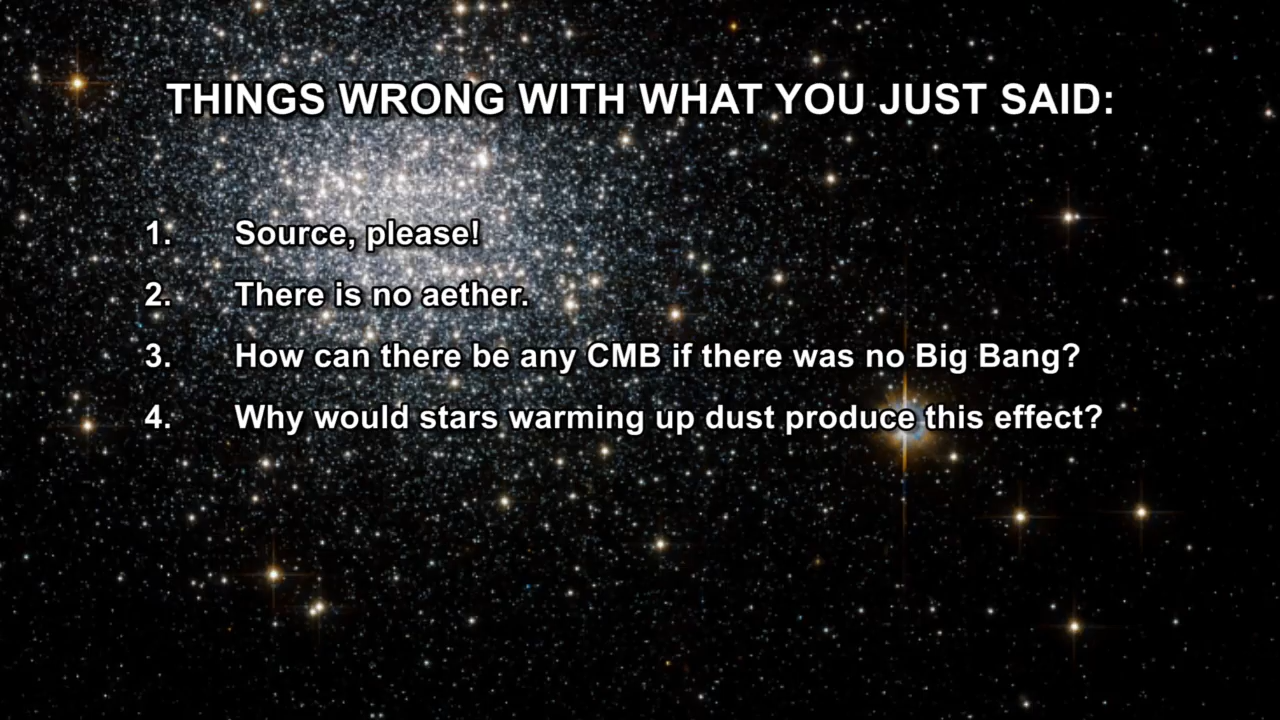 THINGS WRONG WITH WHAT YOU JUST SAID:
1. Source, please!
2. There is no aether.
3. How can there be any CMB if there was no Big Bang?
4. Why would stars warming up dust produce this effect?